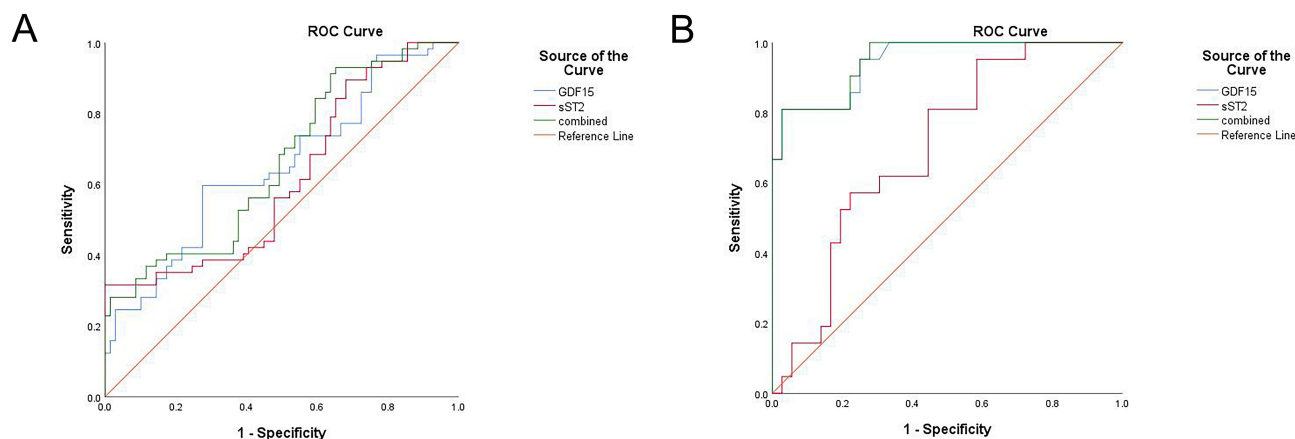 A
ROC Curve
Sensitivity
1.0
0.8
0.6
0.4
0.2
0.0
0.0 0.2 0.4 0.6 0.8 1.0
1 - Specificity
Source of the
Curve
GDF15
sST2
combined
Reference Line
B
ROC Curve
Sensitivity
1.0
0.8
0.6
0.4
0.2
0.0
0.0 0.2 0.4 0.6 0.8 1.0
1 - Specificity
Source of the
Curve
GDF15
sST2
combined
Reference Line